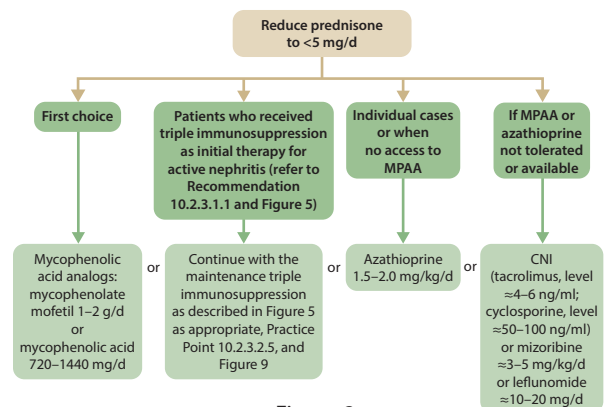 Reduce prednisone
to <5 mg/d
First choice
Patients who received
triple immunosuppression
as initial therapy for
active nephritis (refer to
Recommendation
10.2.3.1.1 and Figure 5)
Individual cases
or when
no access to
MPAA
If MPAA or
azathioprine
not tolerated
or available
Mycophenolic
acid analogs:
mycophenolate
mofetil 1–2 g/d
or
mycophenolic acid
720–1440 mg/d
or
Continue with the
maintenance triple
immunosuppression
as described in Figure 5
as appropriate, Practice
Point 10.2.3.2.5, and
Figure 9
or
Azathioprine
1.5–2.0 mg/kg/d
or
CNI
(tacrolimus, level
≈4–6 ng/ml;
cyclosporine, level
≈50–100 ng/ml)
or mizoribine
≈3–5 mg/kg/d
or leflunomide
≈10–20 mg/d